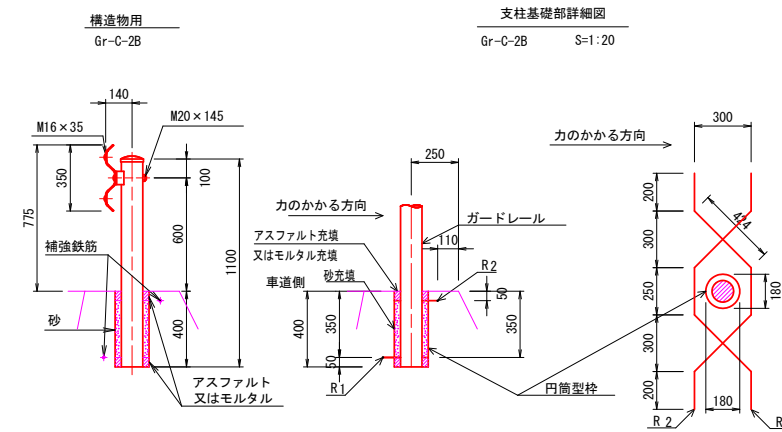 構造物用
Gr-C-2B
140
M16×35
M20×145
775
350
100
600
1100
補強鉄筋
400
砂
アスファルト
又はモルタル
支柱基礎部詳細図
Gr-C-2B S=1:20
250
力のかかる方向
ガードレール
アスファルト充填
又はモルタル充填
110
車道側
砂充填
R2
50
400
350
350
50
R1
円筒型枠
力のかかる方向
300
200
424
300
250
180
300
200
180
R 2
R